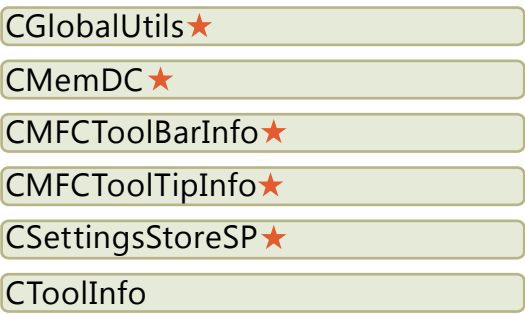 CGlobalUtils★
CMemDC★
CMFCToolBarInfo★
CMFCToolTipInfo★
CSettingsStoreSP★
CToolInfo